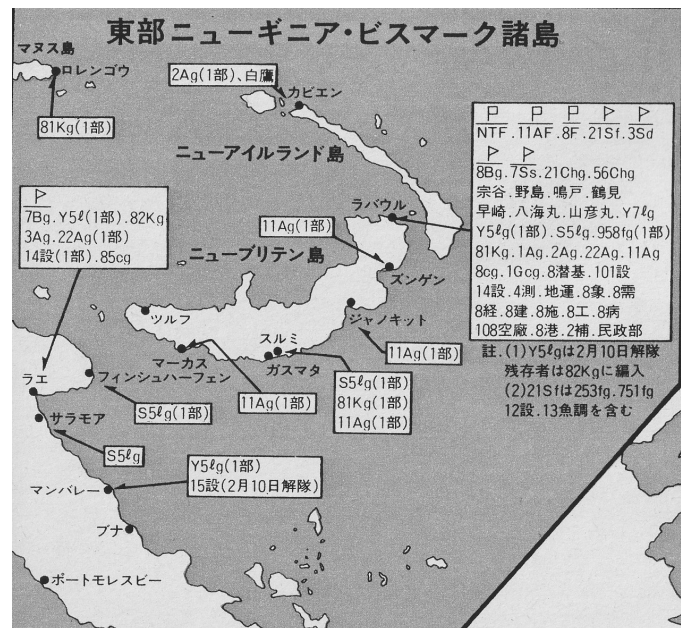 東部ニューギニア・ビスマーク諸島
マヌス島
ロレンゴウ
81Kg(1部)
2Ag(1部)、白鷹
カビエン
ニューアイルランド島
NTF.11AF.8F.21Sf.3Sd
8Bg.7Ss.21Chg.56Chg
宗谷.野島.鳴戸.鶴見
早崎.八海丸.山彦丸.Y7lg
Y5ℓg(1部).S5ℓg.958fg(1部)
81Kg.1Ag.2Ag.22Ag.11Ag
8cg.1Gcg.8潜基.101設
14設.4測.地運.8象.8需
8経.8建.8施.8工.8病
108空廠.8港.2補.民政部
註.(1)Y5ℓgは2月10日解隊
残存者は82Kgに編入
(2)21Sfは253fg.751fg
12設.13魚調を含む
7Bg.Y5ℓ(1部).82Kg
3Ag.22Ag(1部)
14設(1部).85cg
ラバウル
11Ag(1部)
ニューブリテン島
ズンゲン
ツルフ
ジャノキット
スルミ
マーカス
ガスマタ
11Ag(1部)
11Ag(1部)
S5ℓg(1部)
81Kg(1部)
11Ag(1部)
ラエ
フィンシュハーフェン
S5ℓg(1部)
サラモア
S5ℓg
Y5ℓg(1部)
15設(2月10日解隊)
マンバレー
ブナ
ポートモレスビー